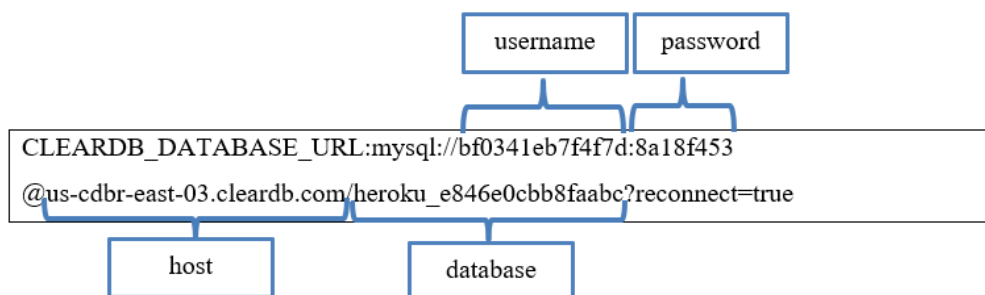 username password
CLEARDB_DATABASE_URL:mysql://bf0341eb7f4f7d:8a18f453
@us-cdbr-east-03.cleardb.com/heroku_e846e0cbb8faabc?reconnect=true
host database